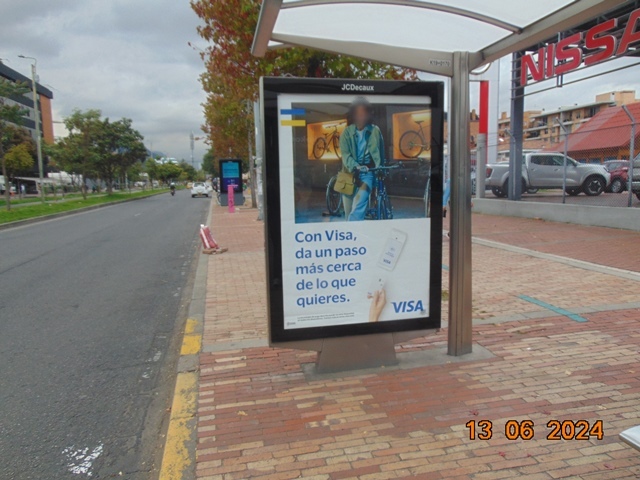 NISSA
JCDecaux
Con Visa,
da un paso
más cerca
de lo que
quieres.
VISA
13 06 2024